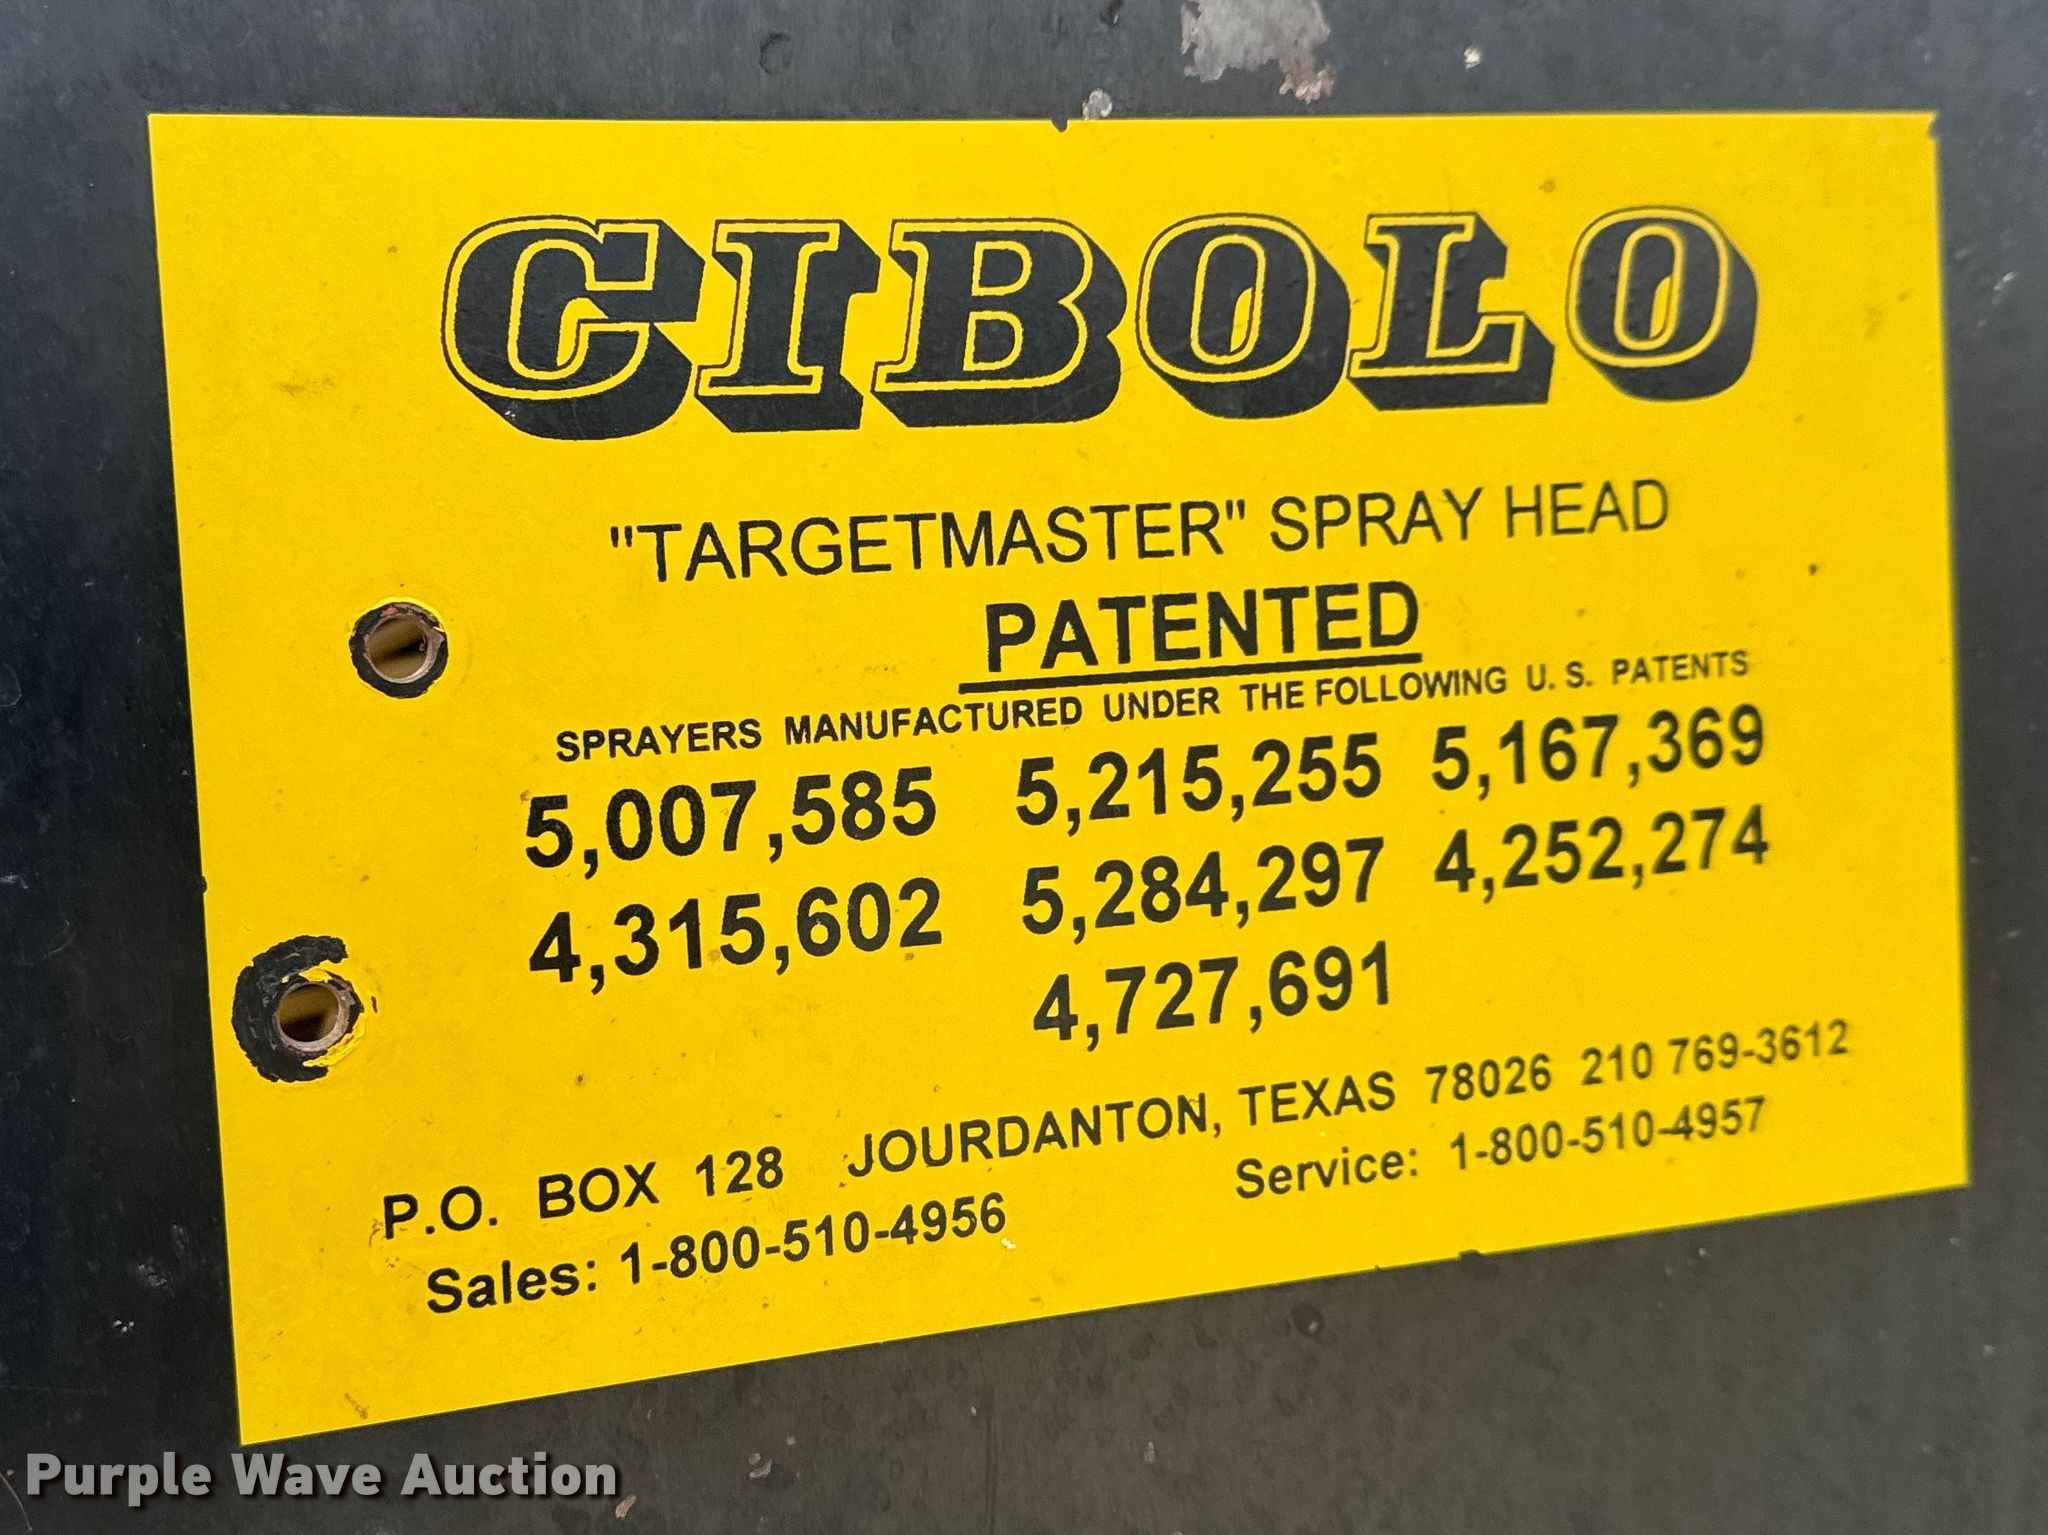 CIBOLO
"TARGETMASTER" SPRAY HEAD
PATENTED
SPRAYERS MANUFACTURED UNDER THE FOLLOWING U. S. PATENTS
5,007,585 5,215,255 5,167,369
4,315,602 5,284,297 4,252,274
4,727,691
P.O. BOX 128 JOURDANTON, TEXAS 78026 210 769-3612
Sales: 1-800-510-4956 Service: 1-800-510-4957
Purple Wave Auction